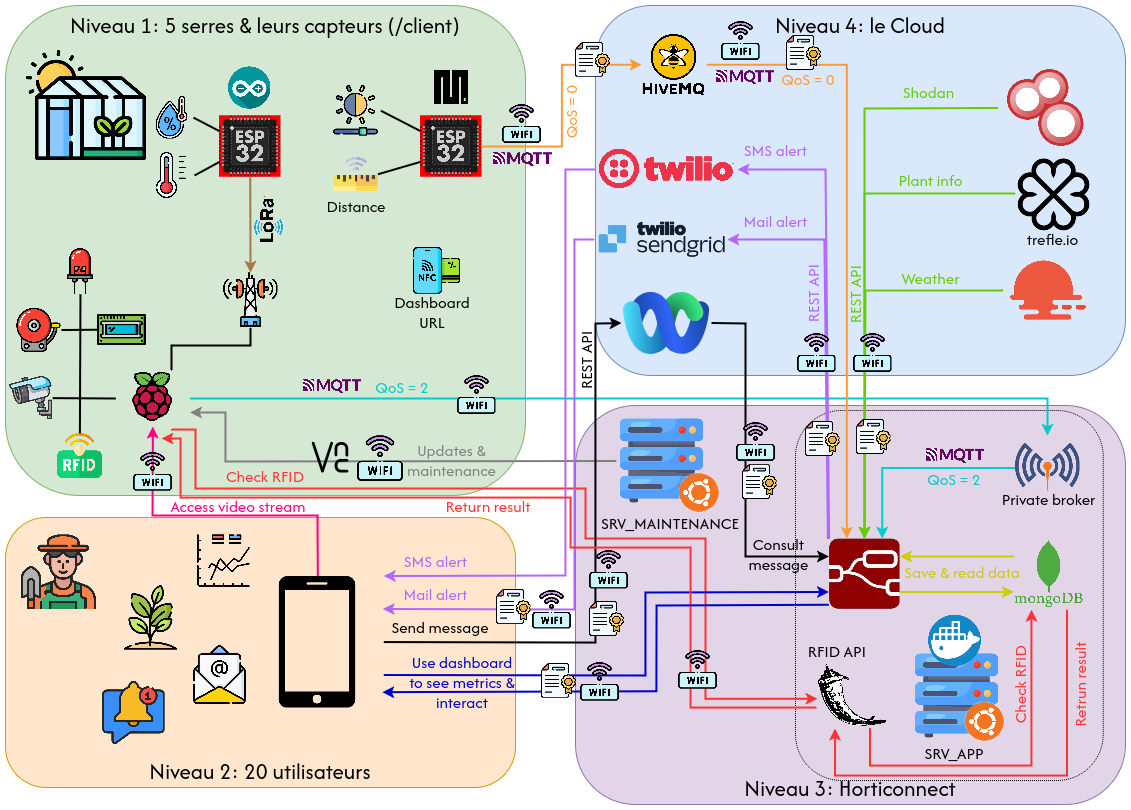 Niveau 1: 5 serres & leurs capteurs (/client)
%
ESP
32
ESP
32
WIFI
MQTT
QoS = 0
Distance
LoRa
NFC
Dashboard
URL
RFID
MQTT
QoS = 2
WIFI
WIFI
Updates &
maintenance
WIFI
Check RFID
Return result
Access video stream
Niveau 4: le Cloud
HIVEMQ
WIFI
MQTT
QoS = 0
Shodan
twilio
SMS alert
Plant info
trefle.io
twilio
sendgrid
Mail alert
Weather
REST API
REST API
REST API
WIFI
WIFI
SMS alert
Mail alert
WIFI
Send message
Use dashboard
to see metrics &
interact
WIFI
@
1
Niveau 2: 20 utilisateurs
WIFI
SRV_MAINTENANCE
WIFI
Consult
message
MQTT
QoS = 2
Private broker
Save & read data
mongoDB
RFID API
WIFI
Check RFID
Retrun result
SRV_APP
Niveau 3: Horticonnect